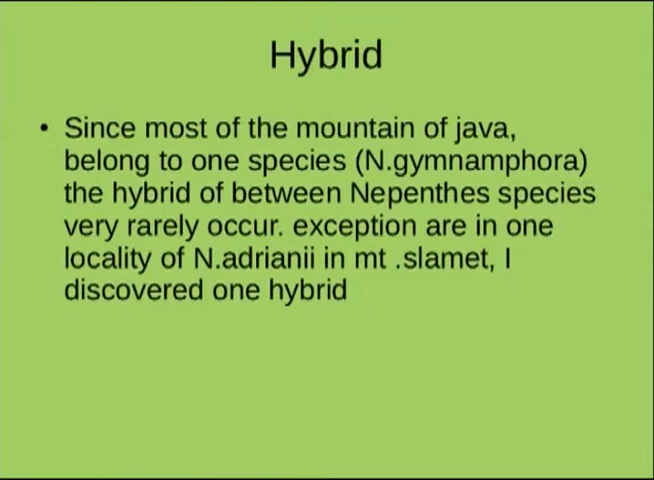 Hybrid
• Since most of the mountain of java,
belong to one species (N.gymnamphora)
the hybrid of between Nepenthes species
very rarely occur. exception are in one
locality of N.adrianii in mt .slamet, I
discovered one hybrid